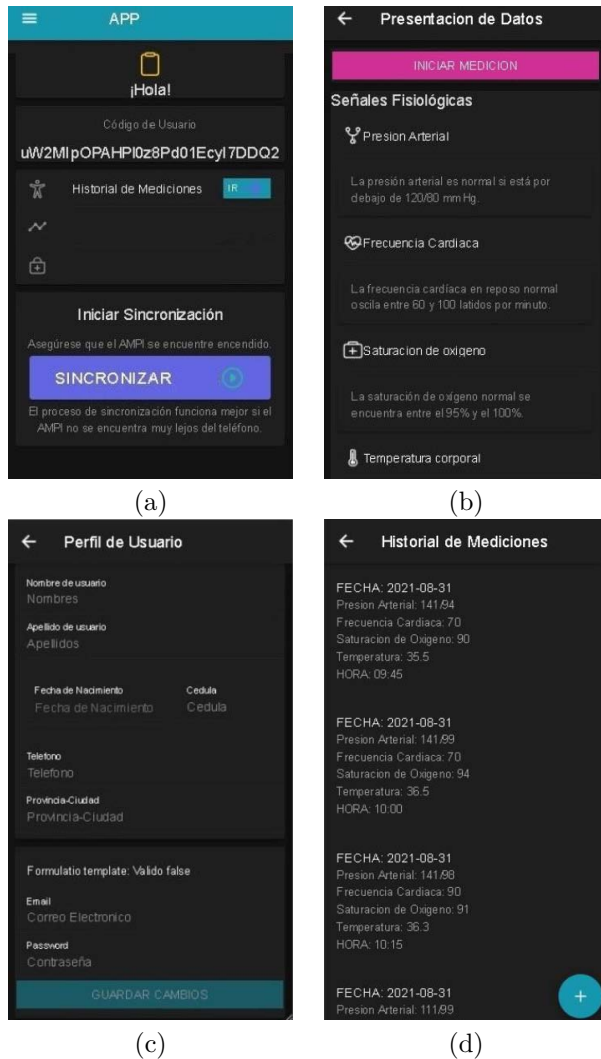 APP
¡Hola!
Código de Usuario
uW2MlpOPAHPl0z8Pd01Ecyl7DDQ2
Historial de Mediciones IR
Iniciar Sincronización
Asegúrese que el AMPI se encuentre encendido.
SINCRONIZAR
El proceso de sincronización funciona mejor si el
AMPI no se encuentra muy lejos del teléfono.
(a)
Presentacion de Datos
INICIAR MEDICION
Señales Fisiológicas
Presion Arterial
La presión arterial es normal si está por
debajo de 120/80 mm Hg.
Frecuencia Cardiaca
La frecuencia cardíaca en reposo normal
oscila entre 60 y 100 latidos por minuto.
Saturacion de oxigeno
La saturación de oxígeno normal se
encuentra entre el 95% y el 100%.
Temperatura corporal
(b)
Perfil de Usuario
Nombre de usuario
Nombres
Apellido de usuario
Apellidos
Fecha de Nacimiento Cedula
Fecha de Nacimiento Cedula
Telefono
Telefono
Provincia-Ciudad
Provincia-Ciudad
Formulatio template: Valido false
Email
Correo Electronico
Password
Contraseña
GUARDAR CAMBIOS
(c)
Historial de Mediciones
FECHA: 2021-08-31
Presion Arterial: 141/94
Frecuencia Cardiaca: 70
Saturacion de Oxigeno: 90
Temperatura: 35.5
HORA: 09:45
FECHA: 2021-08-31
Presion Arterial: 141/99
Frecuencia Cardiaca: 70
Saturacion de Oxigeno: 94
Temperatura: 36.5
HORA: 10:00
FECHA: 2021-08-31
Presion Arterial: 141/98
Frecuencia Cardiaca: 90
Saturacion de Oxigeno: 91
Temperatura: 36.3
HORA: 10:15
FECHA: 2021-08-31
Presion Arterial: 111/99
+
(d)